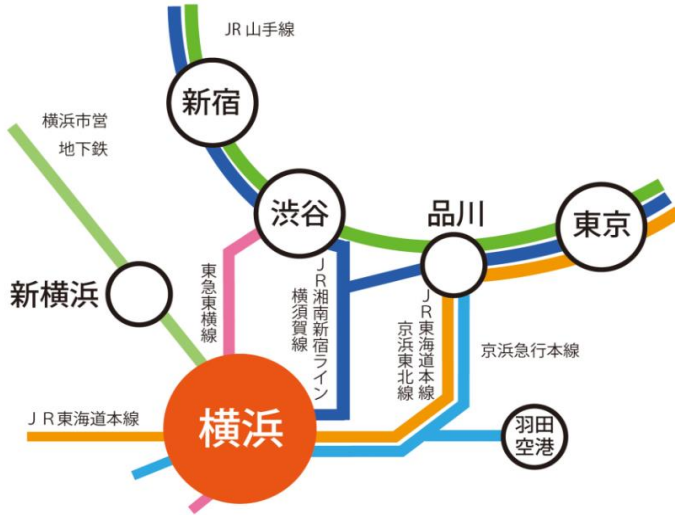 JR 山手線
新宿
横浜市営
地下鉄
渋谷
品川
東京
新横浜
東急東横線
JR湘南新宿ライン
横須賀線
JR東海道本線
京浜東北線
京浜急行本線
JR東海道本線
横浜
羽田
空港